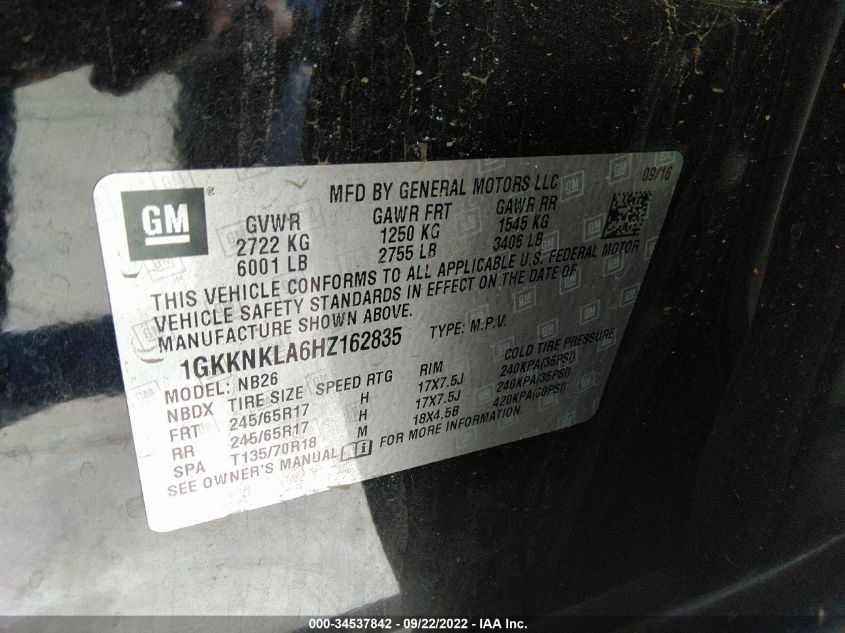 GM
®
MFD BY GENERAL MOTORS LLC
09/16
GVWR GAWR FRT GAWR RR
2722 KG 1250 KG 1545 KG
6001 LB 2755 LB 3406 LB
THIS VEHICLE CONFORMS TO ALL APPLICABLE U.S. FEDERAL MOTOR
VEHICLE SAFETY STANDARDS IN EFFECT ON THE DATE OF
MANUFACTURE SHOWN ABOVE.
1GKKNKLA6HZ162835 TYPE: M.P.V.
MODEL: NB26
NBDX TIRE SIZE SPEED RTG RIM COLD TIRE PRESSURE
FRT 245/65R17 H 17X7.5J 240KPA(35PSI)
RR 245/65R17 H 17X7.5J 240KPA(35PSI)
SPA T135/70R18 M 18X4.5B 420KPA(60PSI)
SEE OWNER'S MANUAL i FOR MORE INFORMATION.
000-34537842 - 09/22/2022 - IAA Inc.